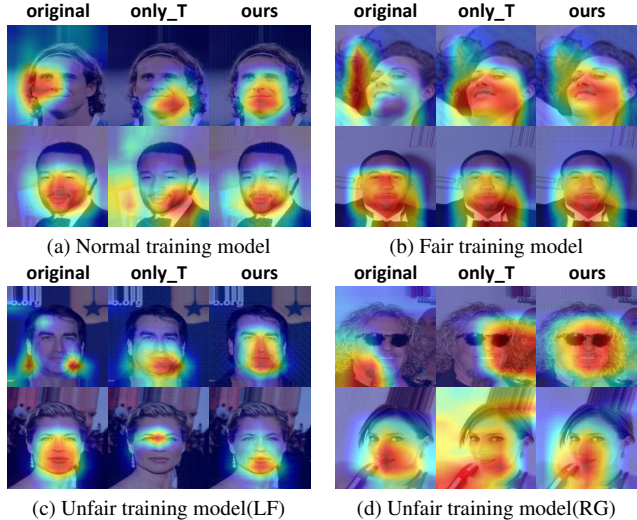 original only_T ours
original only_T ours
(a) Normal training model
(b) Fair training model
original only_T ours
original only_T ours
s.org
(c) Unfair training model(LF)
(d) Unfair training model(RG)